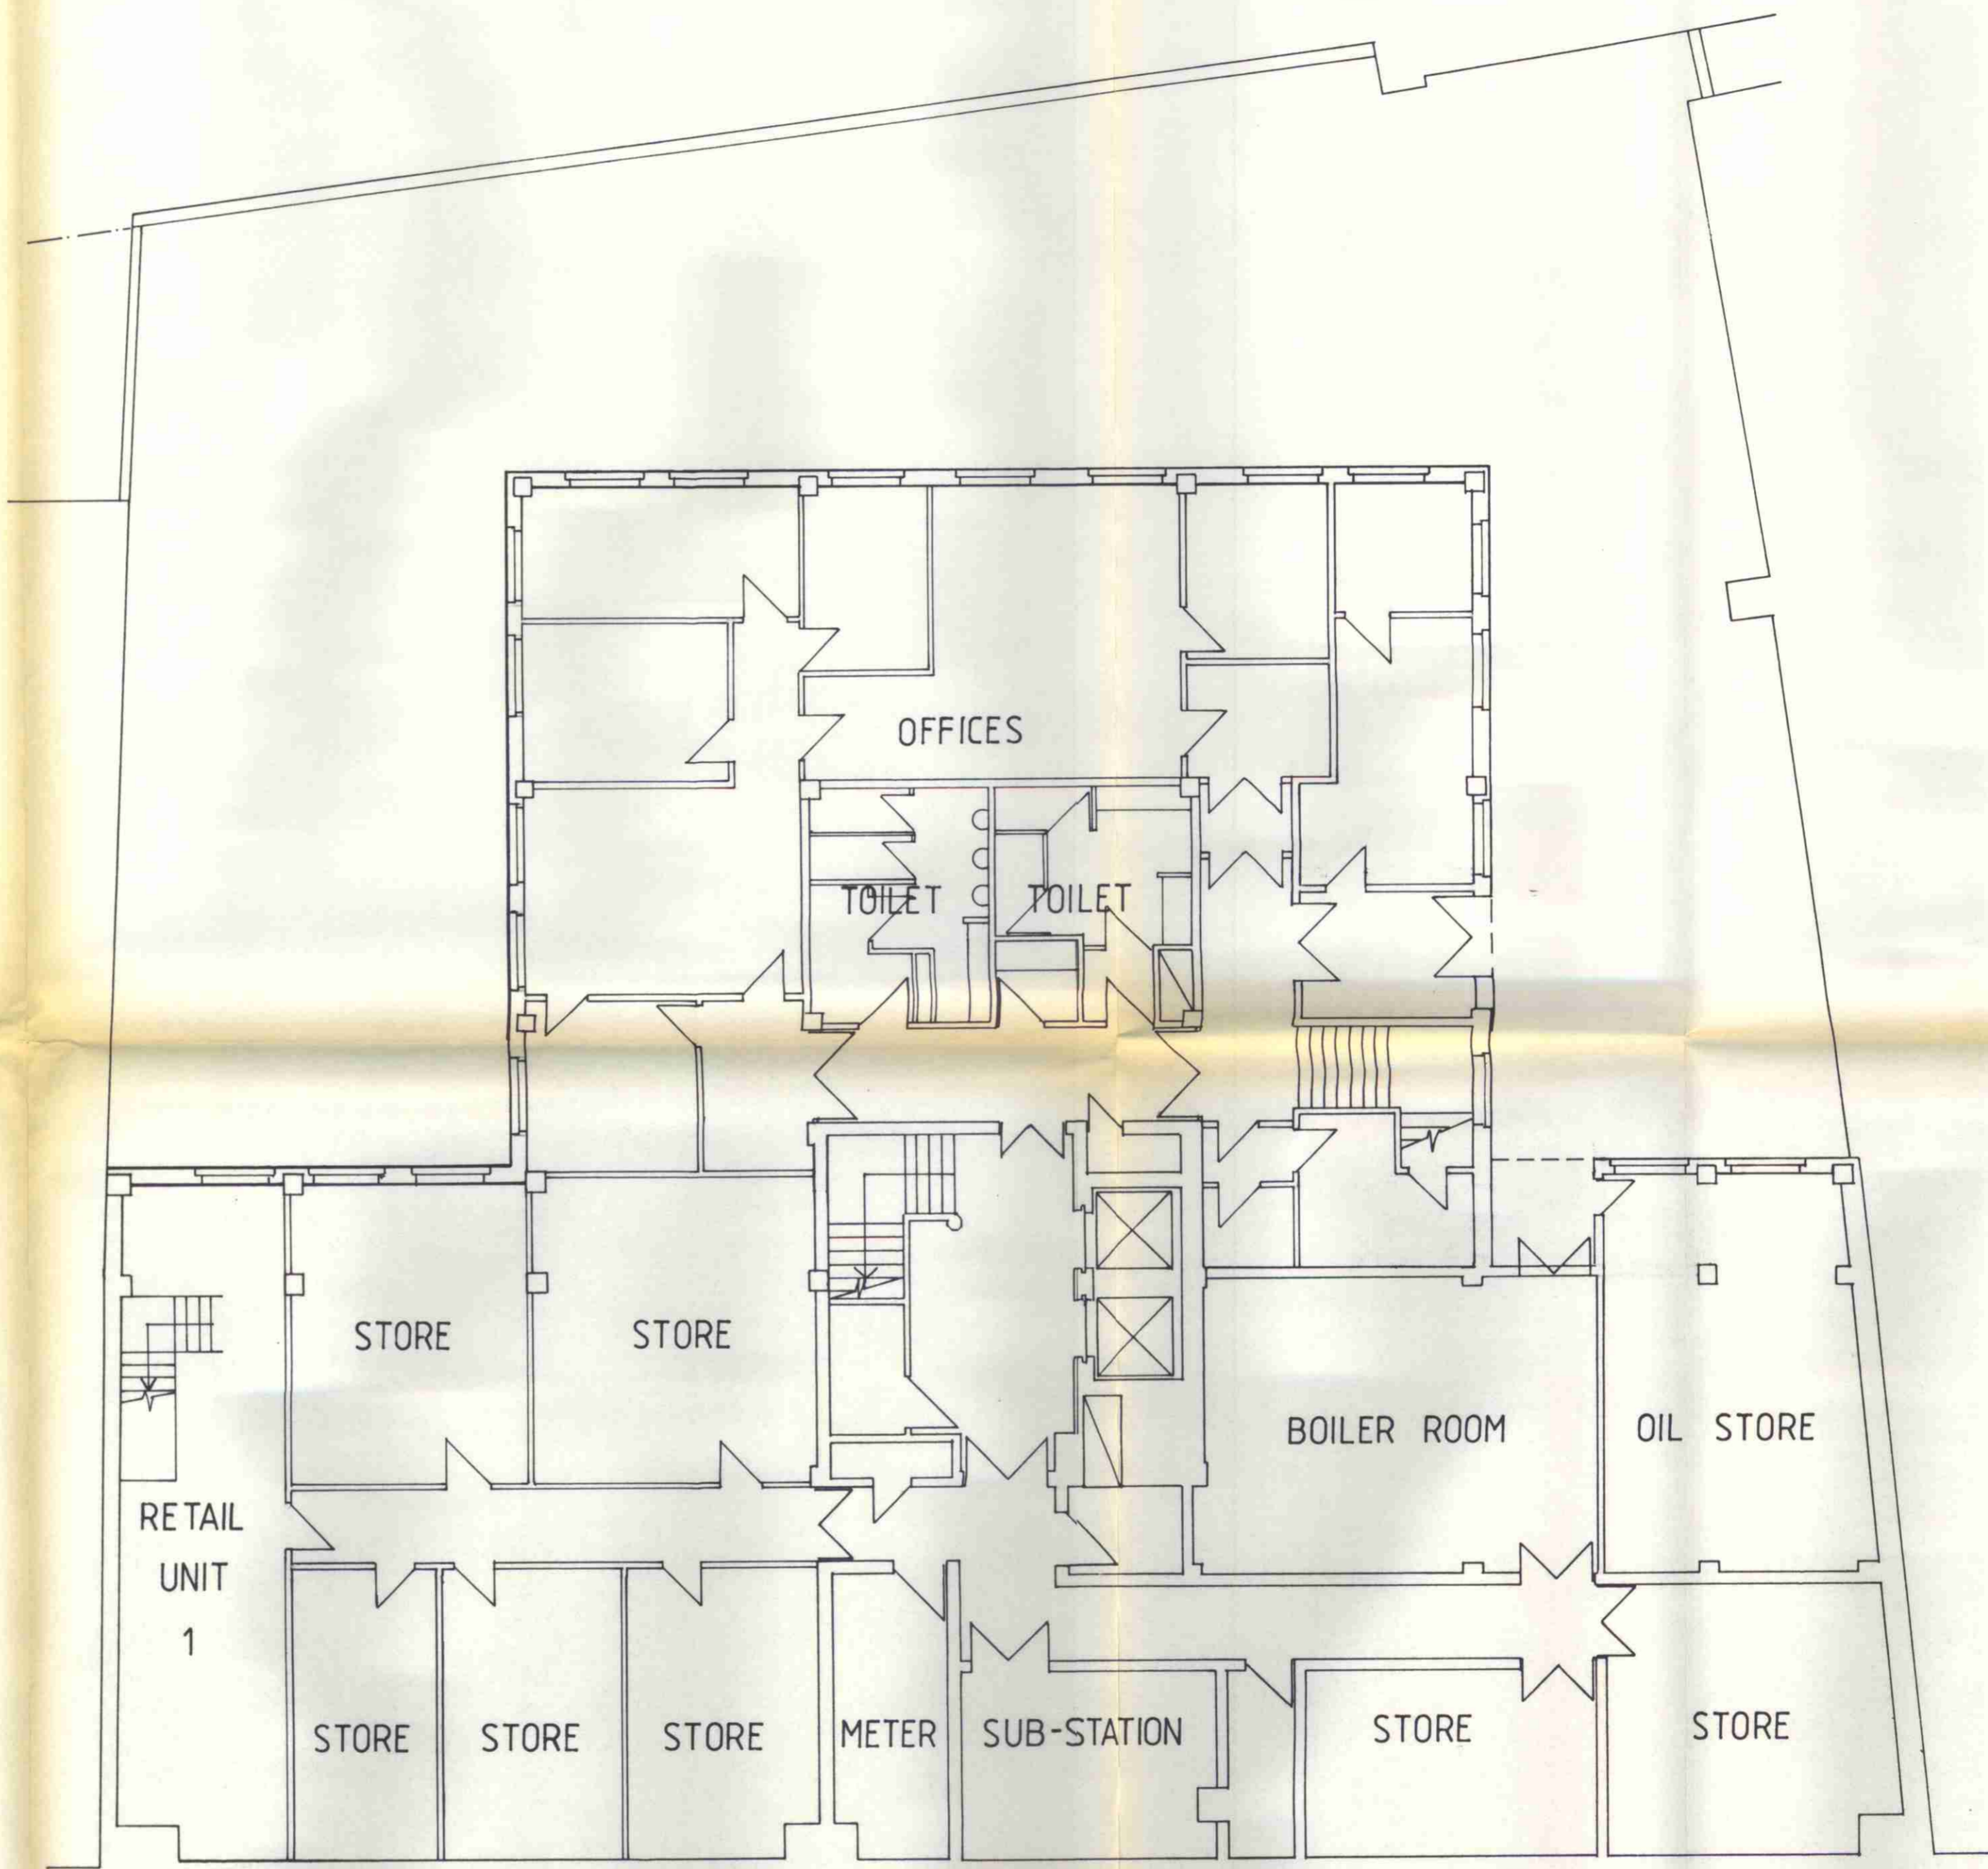 OFFICES
TOILET TOILET
STORE STORE
BOILER ROOM OIL STORE
RETAIL
UNIT
1
STORE STORE STORE METER SUB-STATION STORE STORE